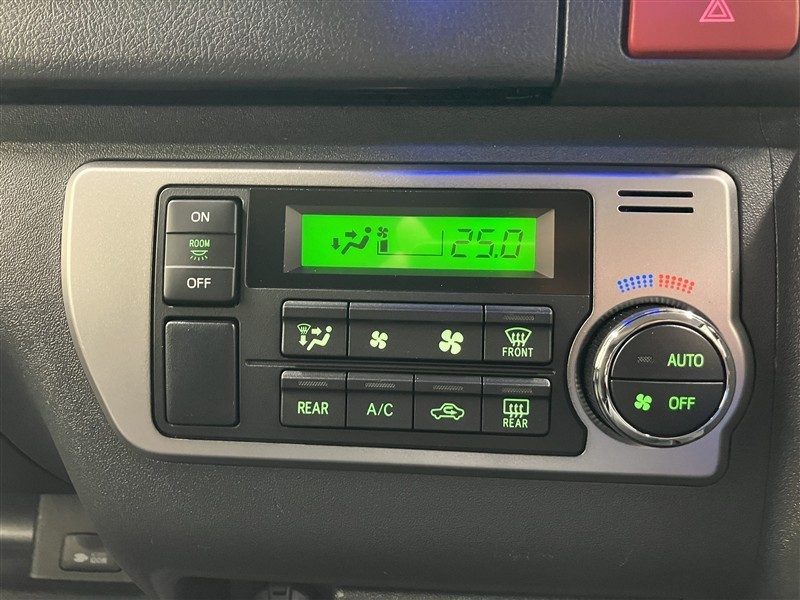 ON
ROOM
OFF
25.0
FRONT
REAR
A/C
REAR
AUTO
OFF